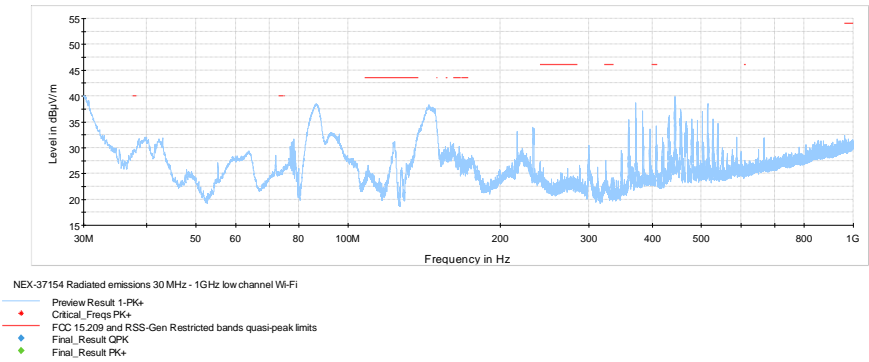 55
50
45
40
35
30
25
20
15
Level in dBµV/m
30M 50 60 80 100M 200 300 400 500 800 1G
Frequency in Hz
NEX-37154 Radiated emissions 30 MHz - 1GHz low channel Wi-Fi
Preview Result 1-PK+
Critical_Freqs PK+
FCC 15.209 and RSS-Gen Restricted bands quasi-peak limits
Final_Result QPK
Final_Result PK+